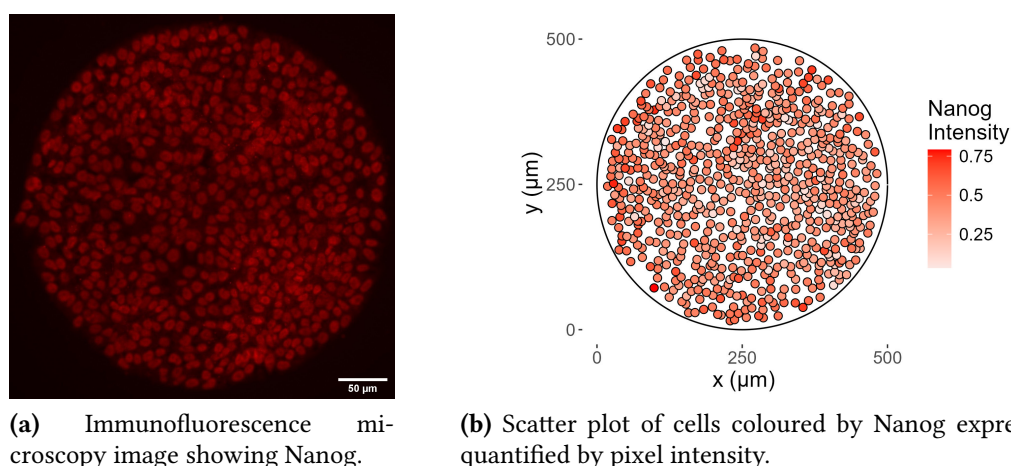 50 μm
(a) Immunofluorescence mi-
croscopy image showing Nanog.
500
250
0
y (μm)
0 250 500
x (μm)
Nanog
Intensity
0.75
0.5
0.25
(b) Scatter plot of cells coloured by Nanog expre
quantified by pixel intensity.